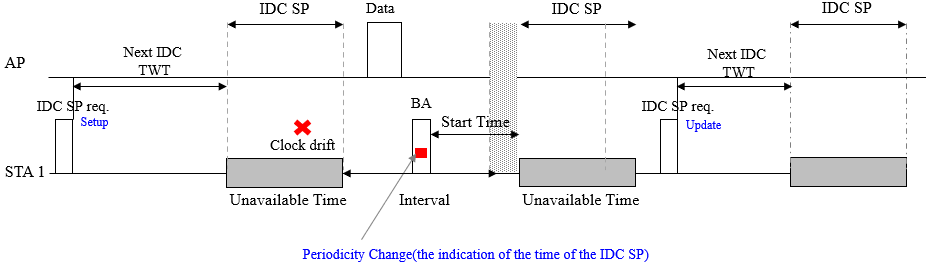 IDC SP
Data
IDC SP
IDC SP
Next IDC
TWT
Next IDC
TWT
AP
IDC SP req.
Setup
BA
Start Time
IDC SP req.
Update
Clock drift
STA 1
Unavailable Time
Interval
Unavailable Time
Periodicity Change(the indication of the time of the IDC SP)